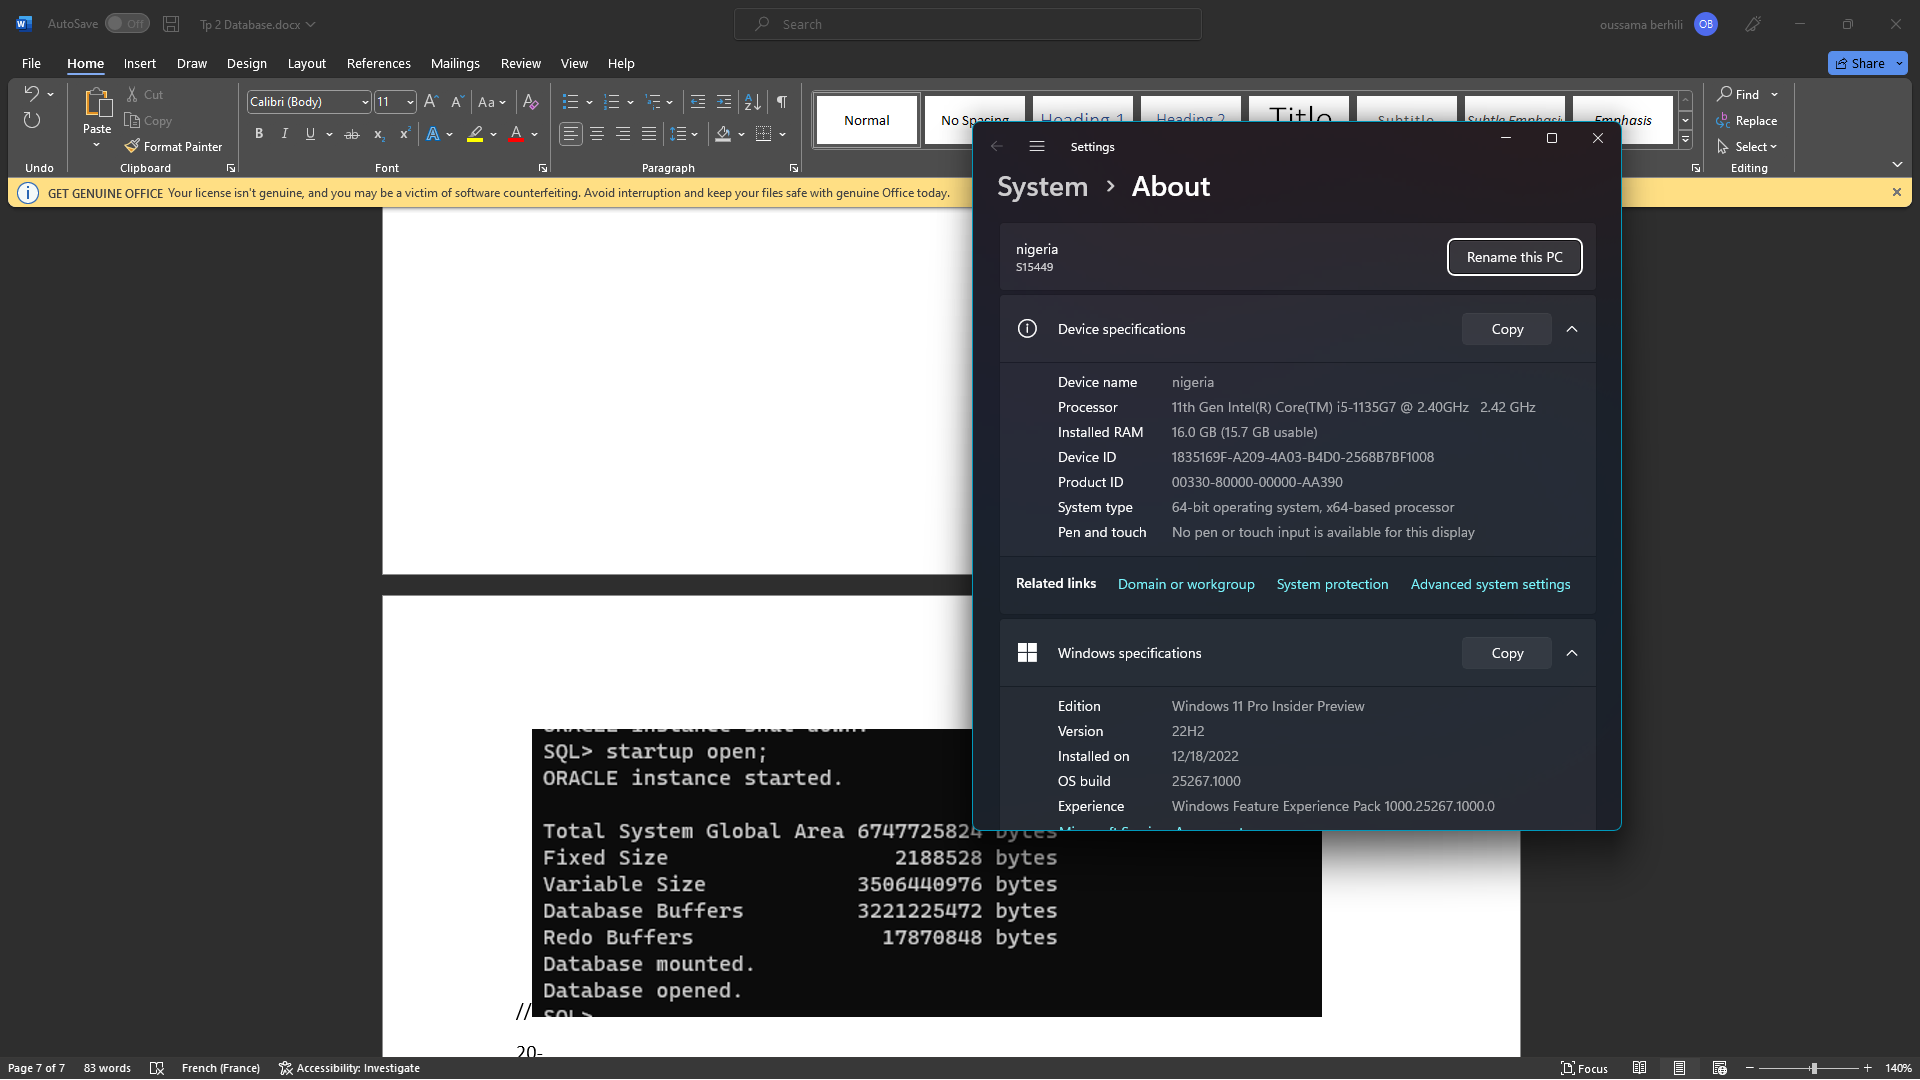 AutoSave Off Tp 2 Database.docx Search oussama berhili OB
File Home Insert Draw Design Layout References Mailings Review View Help Share
Paste Cut Copy Format Painter
Calibri (Body) 11 Aa
B I U ab x₂ x² A A
Normal No Spacing Heading 1 Heading 2 Title Subtitle Subtle Emphasis Emphasis
Find
Replace
Select
Undo Clipboard Font Paragraph Editing
GET GENUINE OFFICE Your license isn't genuine, and you may be a victim of software counterfeiting. Avoid interruption and keep your files safe with genuine Office today.
Settings
System › About
nigeria
S15449
Rename this PC
Device specifications Copy
Device name nigeria
Processor 11th Gen Intel(R) Core(TM) i5-1135G7 @ 2.40GHz 2.42 GHz
Installed RAM 16.0 GB (15.7 GB usable)
Device ID 1835169F-A209-4A03-B4D0-2568B7BF1008
Product ID 00330-80000-00000-AA390
System type 64-bit operating system, x64-based processor
Pen and touch No pen or touch input is available for this display
Related links Domain or workgroup System protection Advanced system settings
Windows specifications Copy
Edition Windows 11 Pro Insider Preview
Version 22H2
Installed on 12/18/2022
OS build 25267.1000
Experience Windows Feature Experience Pack 1000.25267.1000.0
ORACLE instance shut down.
SQL> startup open;
ORACLE instance started.
Total System Global Area 6747725824 bytes
Fixed Size 2188528 bytes
Variable Size 3506440976 bytes
Database Buffers 3221225472 bytes
Redo Buffers 17870848 bytes
Database mounted.
Database opened.
SQL>
//
20-
Page 7 of 7 83 words French (France) Accessibility: Investigate Focus 140%